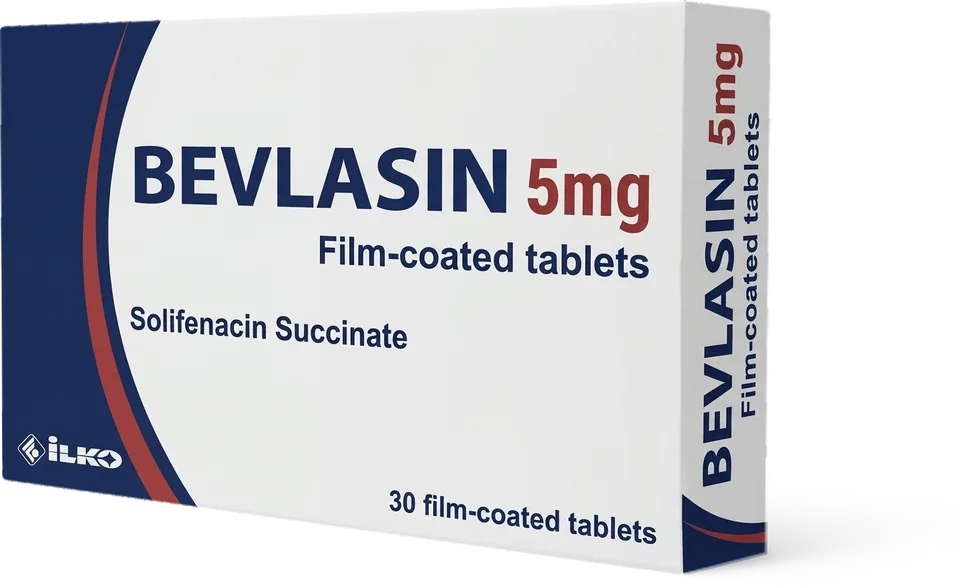 BEVLASIN 5mg
Film-coated tablets
Solifenacin Succinate
İLKO
30 film-coated tablets
BEVLASIN 5mg
Film-coated tablets